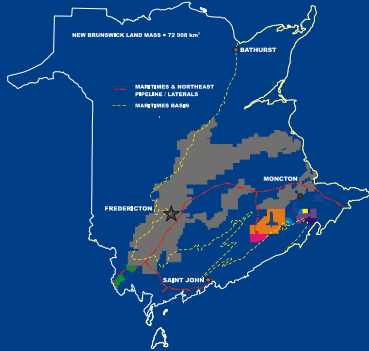 NEW BRUNSWICK LAND MASS = 72 908 km²
BATHURST
MARITIMES & NORTHEAST
PIPELINE / LATERALS
MARITIMES BASIN
MONCTON
FREDERICTON
SAINT JOHN